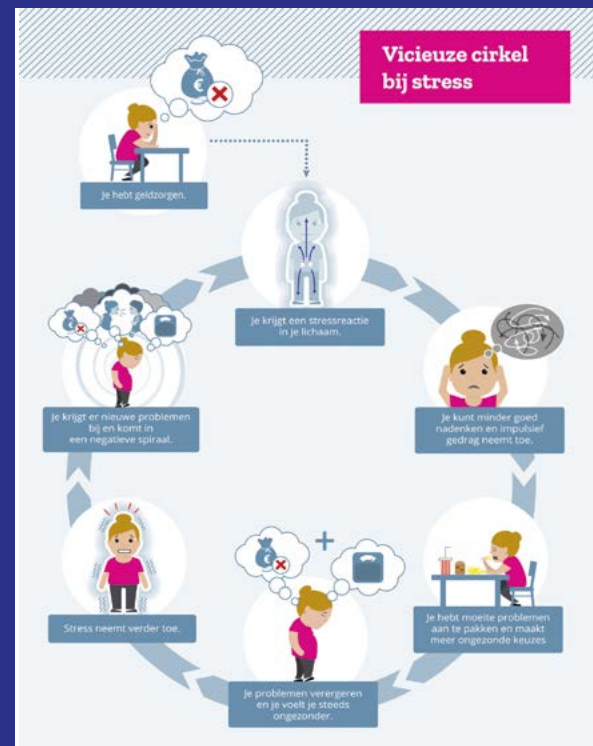 Vicieuze cirkel
bij stress
€
Je hebt geldzorgen.
Je krijgt een stressreactie
in je lichaam.
Je kunt minder goed
nadenken en impulsief
gedrag neemt toe.
Je hebt moeite problemen
aan te pakken en maakt
meer ongezonde keuzes
Je problemen verergeren
en je voelt je steeds
ongezonder.
Stress neemt verder toe.
Je krijgt er nieuwe problemen
bij en komt in
een negatieve spiraal.